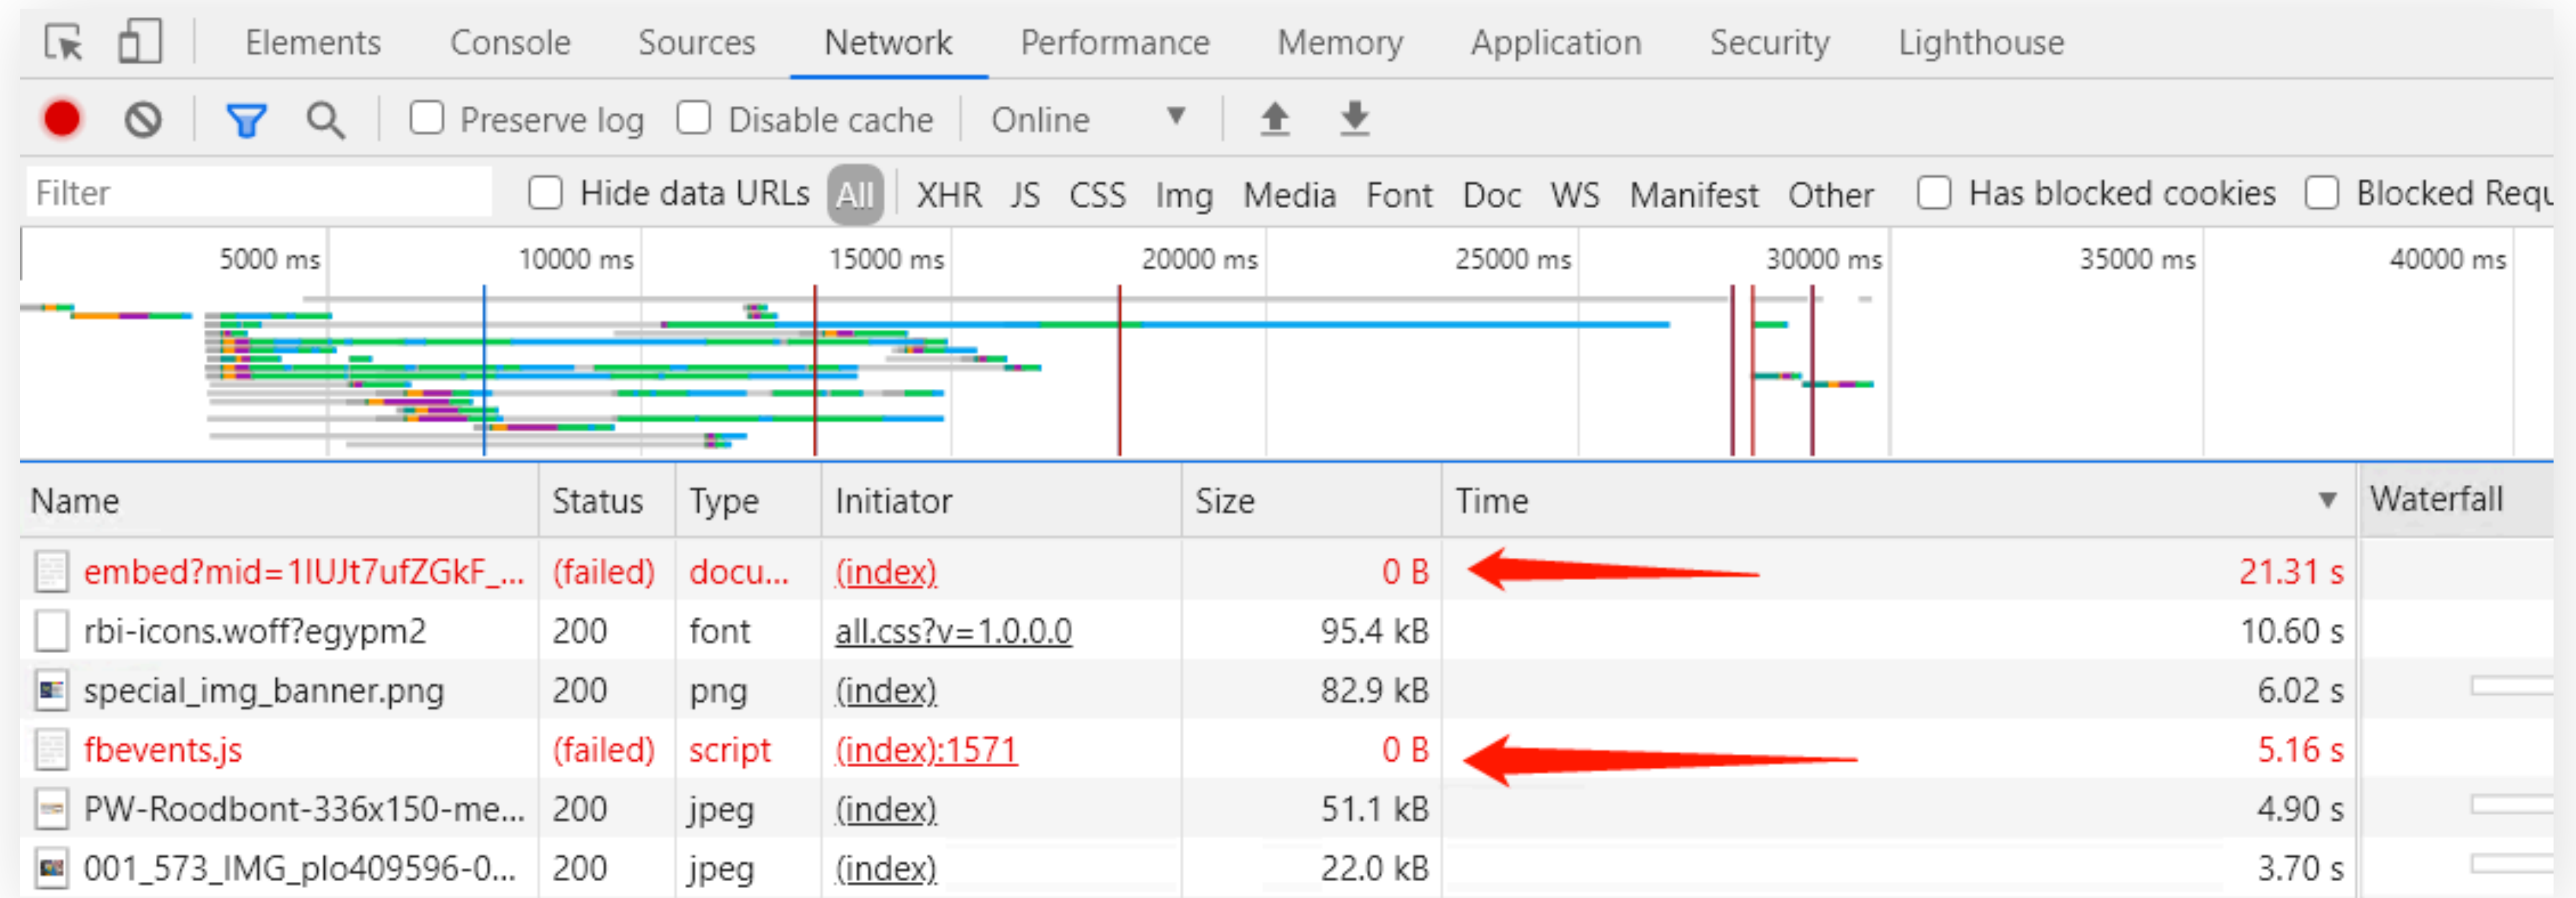 Elements Console Sources Network Performance Memory Application Security Lighthouse
Preserve log Disable cache Online
Filter Hide data URLs All XHR JS CSS Img Media Font Doc WS Manifest Other Has blocked cookies Blocked Requ
5000 ms 10000 ms 15000 ms 20000 ms 25000 ms 30000 ms 35000 ms 40000 ms
Name Status Type Initiator Size Time Waterfall
embed?mid=1IUJt7ufZGkF_... (failed) docu... (index) 0 B 21.31 s
rbi-icons.woff?egypm2 200 font all.css?v=1.0.0.0 95.4 kB 10.60 s
special_img_banner.png 200 png (index) 82.9 kB 6.02 s
fbevents.js (failed) script (index):1571 0 B 5.16 s
PW-Roodbont-336x150-me... 200 jpeg (index) 51.1 kB 4.90 s
001_573_IMG_plo409596-0... 200 jpeg (index) 22.0 kB 3.70 s